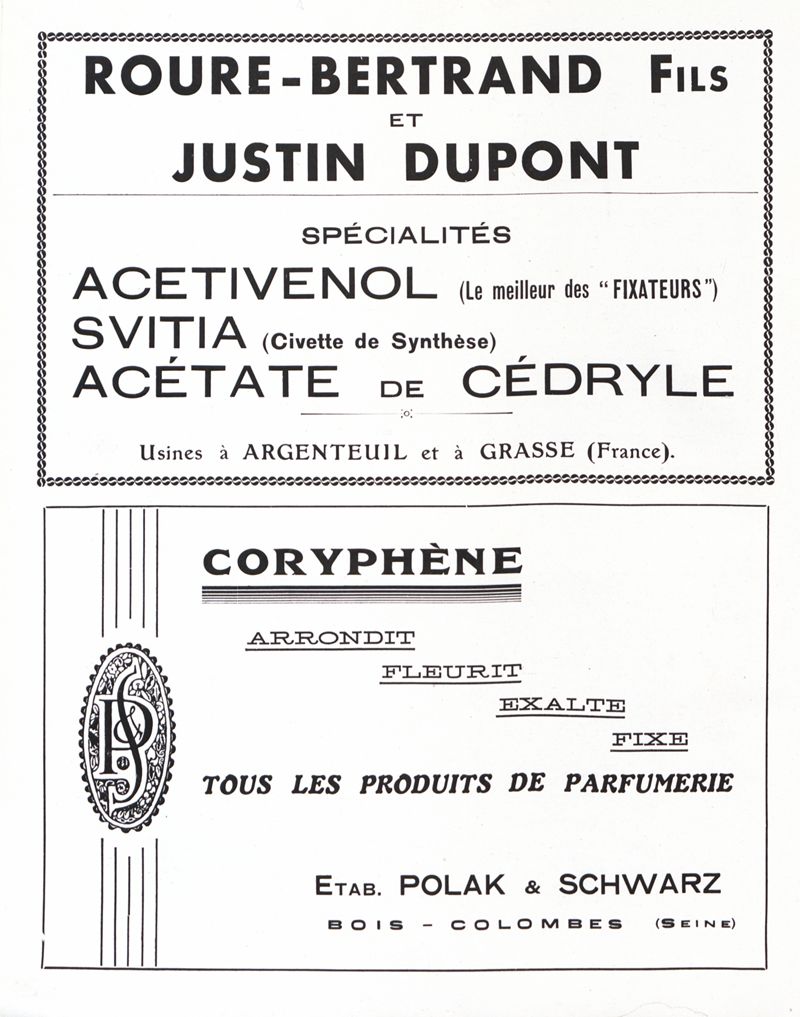 ROURE-BERTRAND FILS
ET
JUSTIN DUPONT
SPÉCIALITÉS
ACETIVENOL (Le meilleur des “FIXATEURS”)
SVITIA (Civette de Synthèse)
ACÉTATE DE CÉDRYLE
Usines à ARGENTEUIL et à GRASSE (France).
CORYPHÈNE
ARRONDIT
FLEURIT
EXALTE
FIXE
P & S
TOUS LES PRODUITS DE PARFUMERIE
ETAB. POLAK & SCHWARZ
BOIS - COLOMBES (SEINE)